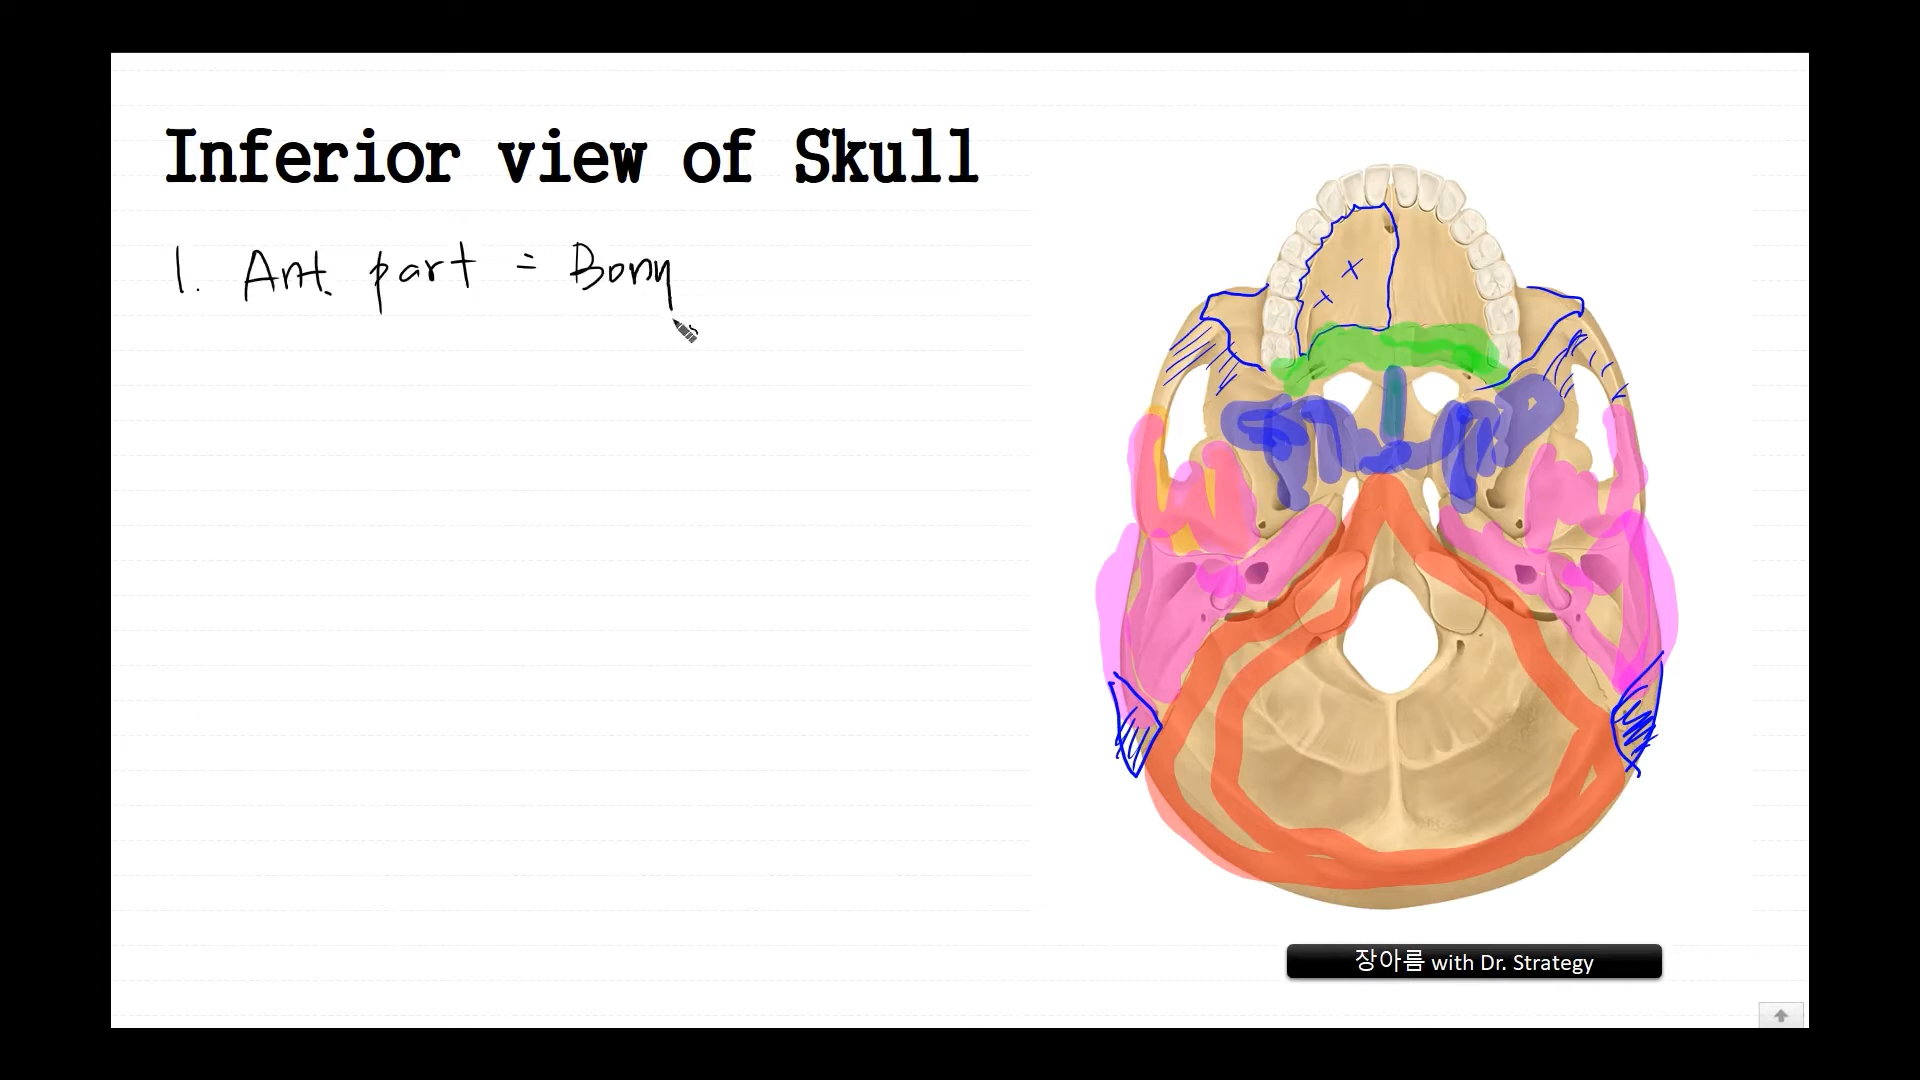 Inferior view of Skull
1. Ant. part = Bony
x
x
장아름 with Dr. Strategy